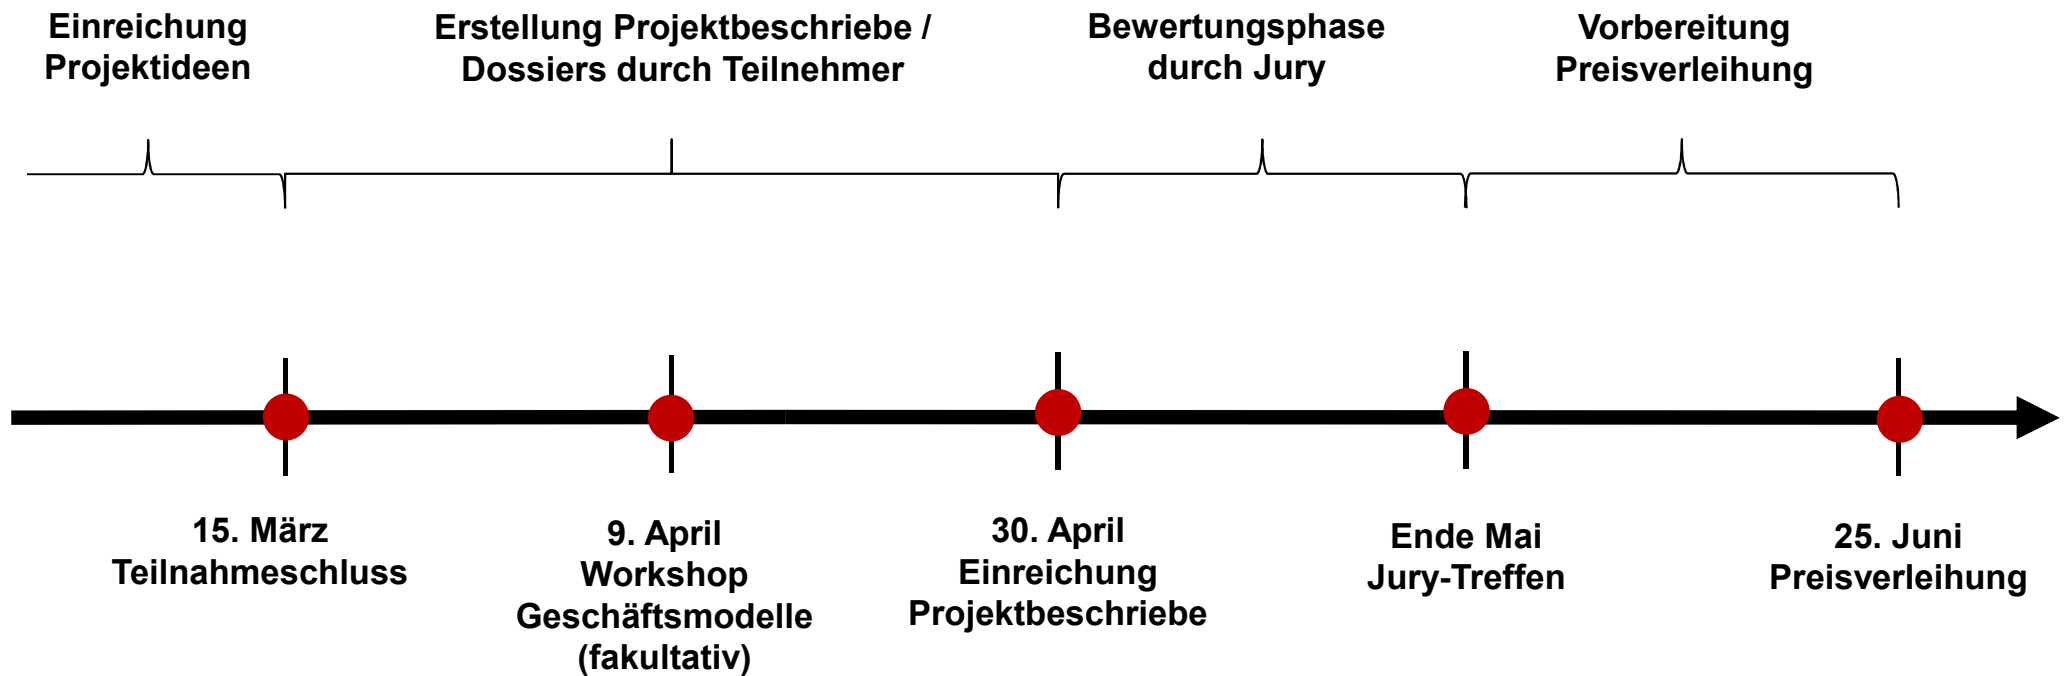 Einreichung
Projektideen
Erstellung Projektbeschriebe /
Dossiers durch Teilnehmer
Bewertungsphase
durch Jury
Vorbereitung
Preisverleihung
15. März
Teilnahmeschluss
9. April
Workshop
Geschäftsmodelle
(fakultativ)
30. April
Einreichung
Projektbeschriebe
Ende Mai
Jury-Treffen
25. Juni
Preisverleihung